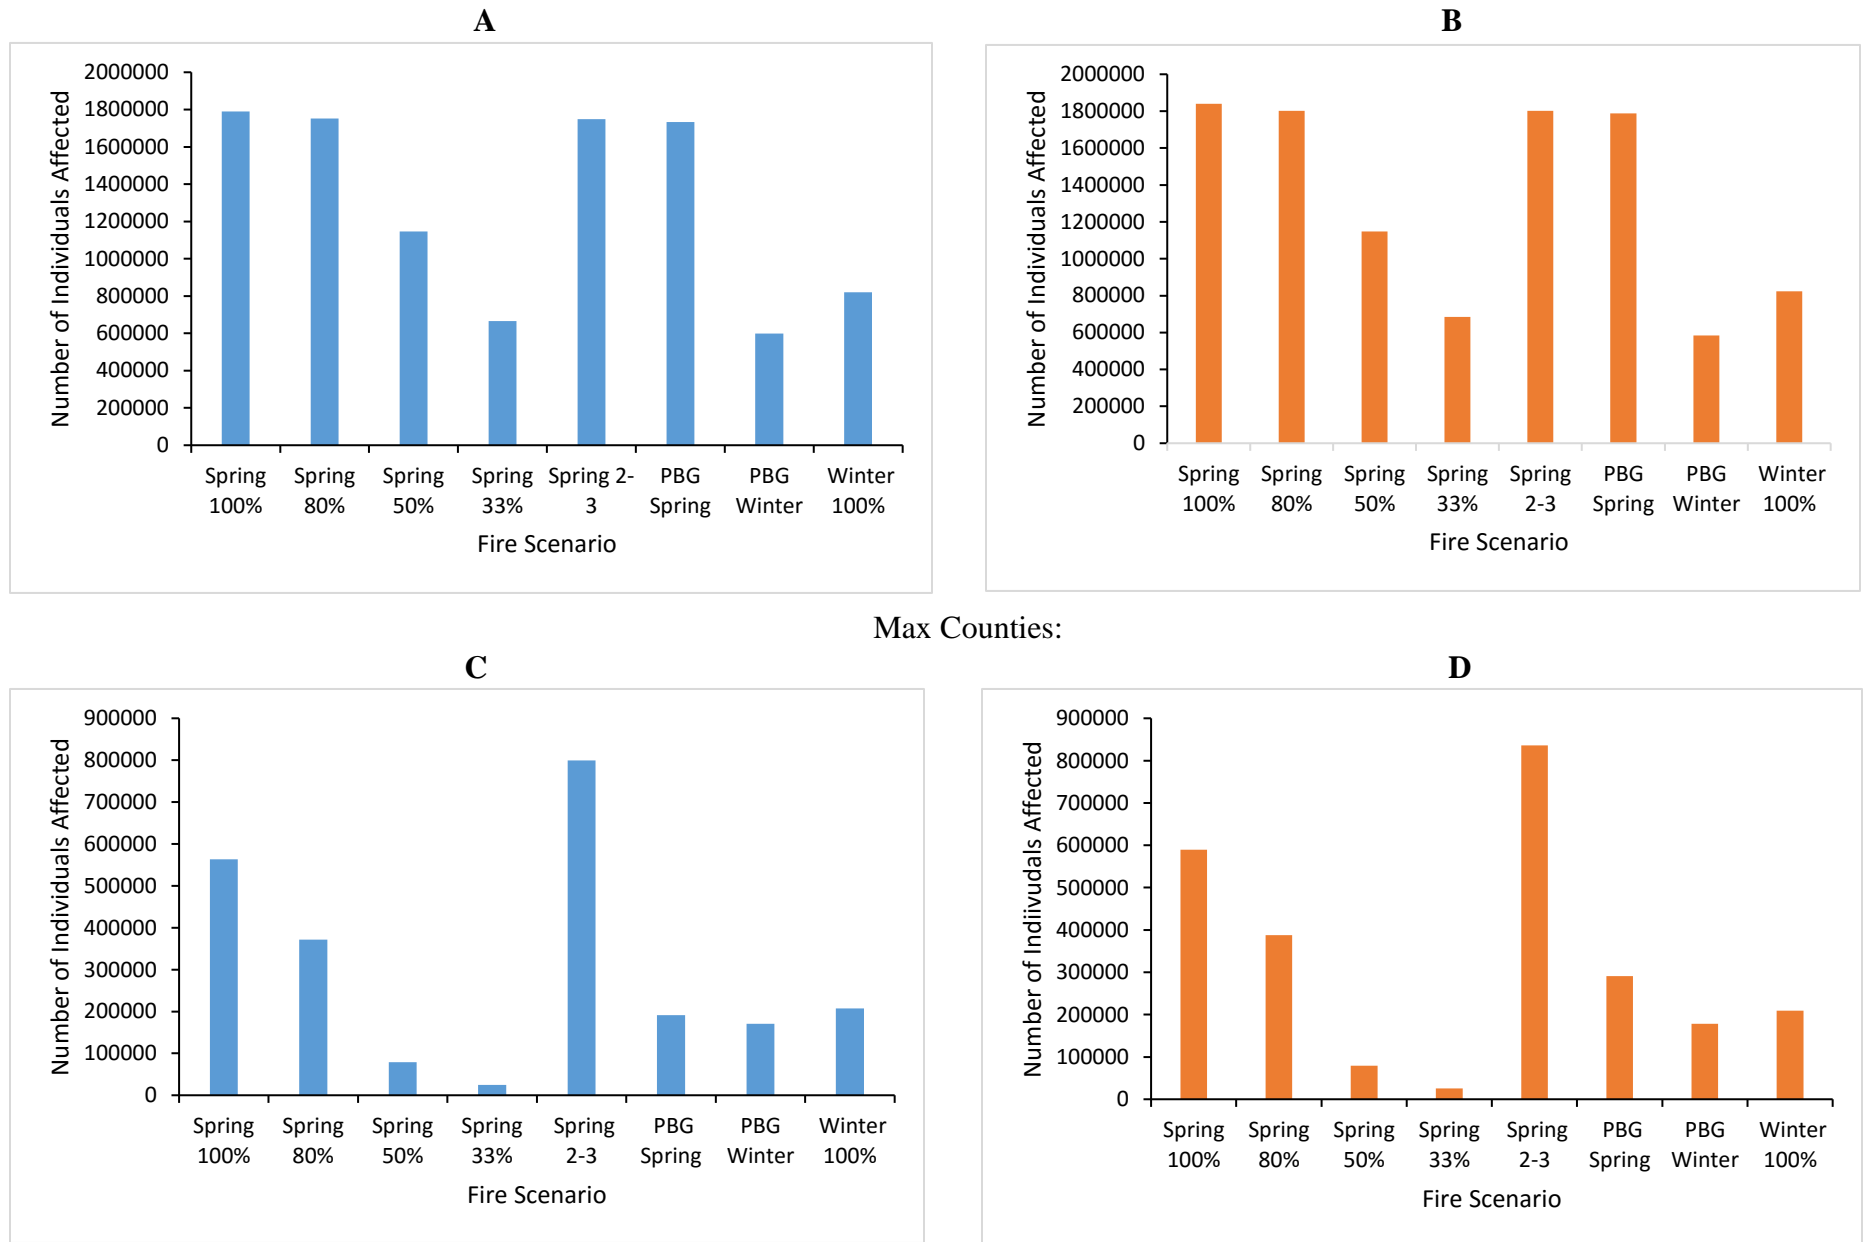 A
Number of Individuals Affected
2000000
1800000
1600000
1400000
1200000
1000000
800000
600000
400000
200000
0
Spring Spring Spring Spring Spring 2- PBG PBG Winter
100% 80% 50% 33% 3 Spring Winter 100%
Fire Scenario
B
Number of Individuals Affected
2000000
1800000
1600000
1400000
1200000
1000000
800000
600000
400000
200000
0
Spring Spring Spring Spring Spring PBG PBG Winter
100% 80% 50% 33% 2-3 Spring Winter 100%
Fire Scenario
Max Counties:
C
Number of Individuals Affected
900000
800000
700000
600000
500000
400000
300000
200000
100000
0
Spring Spring Spring Spring Spring PBG PBG Winter
100% 80% 50% 33% 2-3 Spring Winter 100%
Fire Scenario
D
Number of Indiivudals Affected
900000
800000
700000
600000
500000
400000
300000
200000
100000
0
Spring Spring Spring Spring Spring PBG PBG Winter
100% 80% 50% 33% 2-3 Spring Winter 100%
Fire Scenario